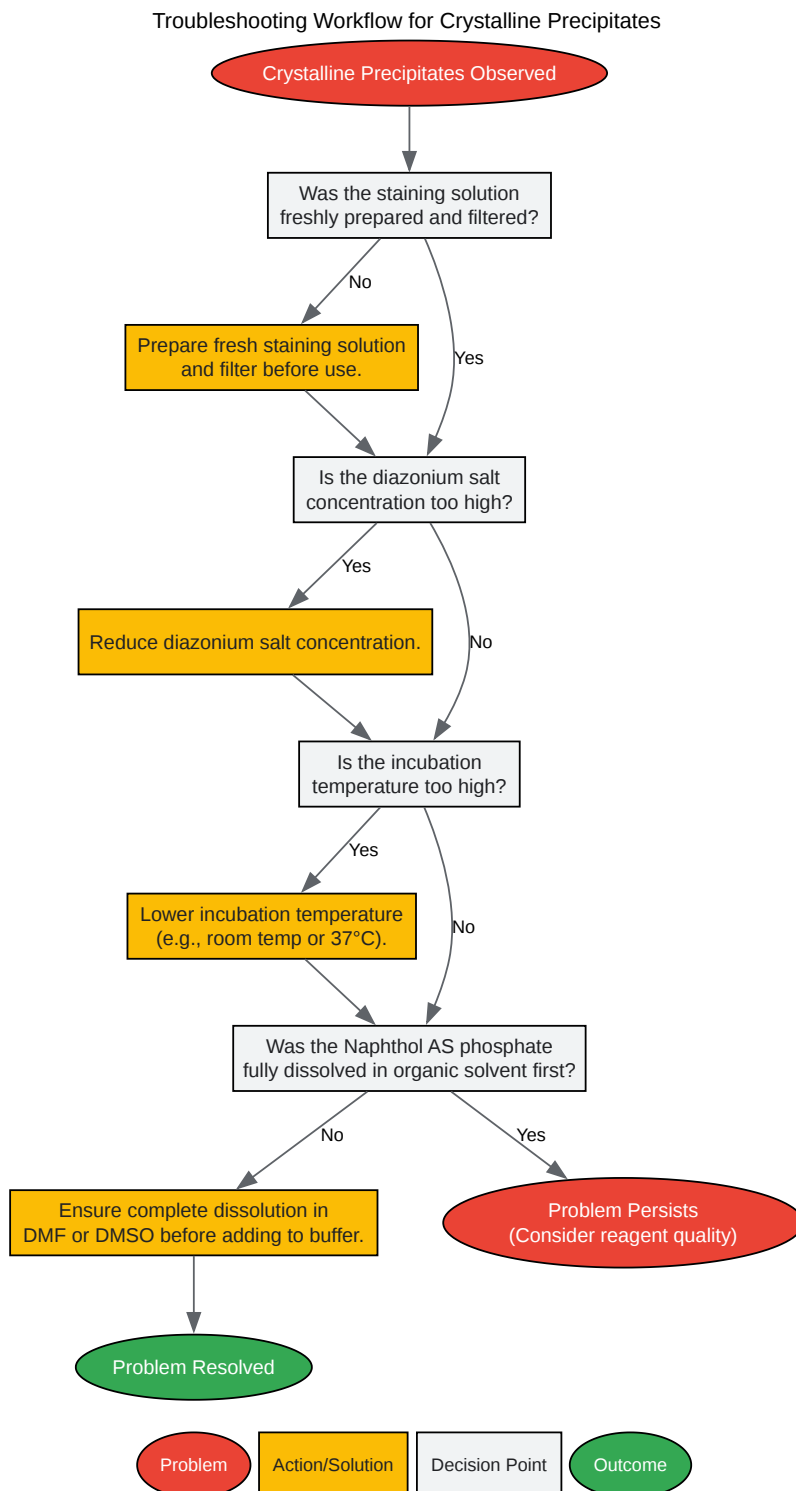 Troubleshooting Workflow for Crystalline Precipitates
Crystalline Precipitates Observed
Was the staining solution
freshly prepared and filtered?
No
Yes
Prepare fresh staining solution
and filter before use.
Is the diazonium salt
concentration too high?
Yes
No
Reduce diazonium salt concentration.
Is the incubation
temperature too high?
Yes
No
Lower incubation temperature
(e.g., room temp or 37°C).
Was the Naphthol AS phosphate
fully dissolved in organic solvent first?
No
Yes
Ensure complete dissolution in
DMF or DMSO before adding to buffer.
Problem Persists
(Consider reagent quality)
Problem Resolved
Problem
Action/Solution
Decision Point
Outcome